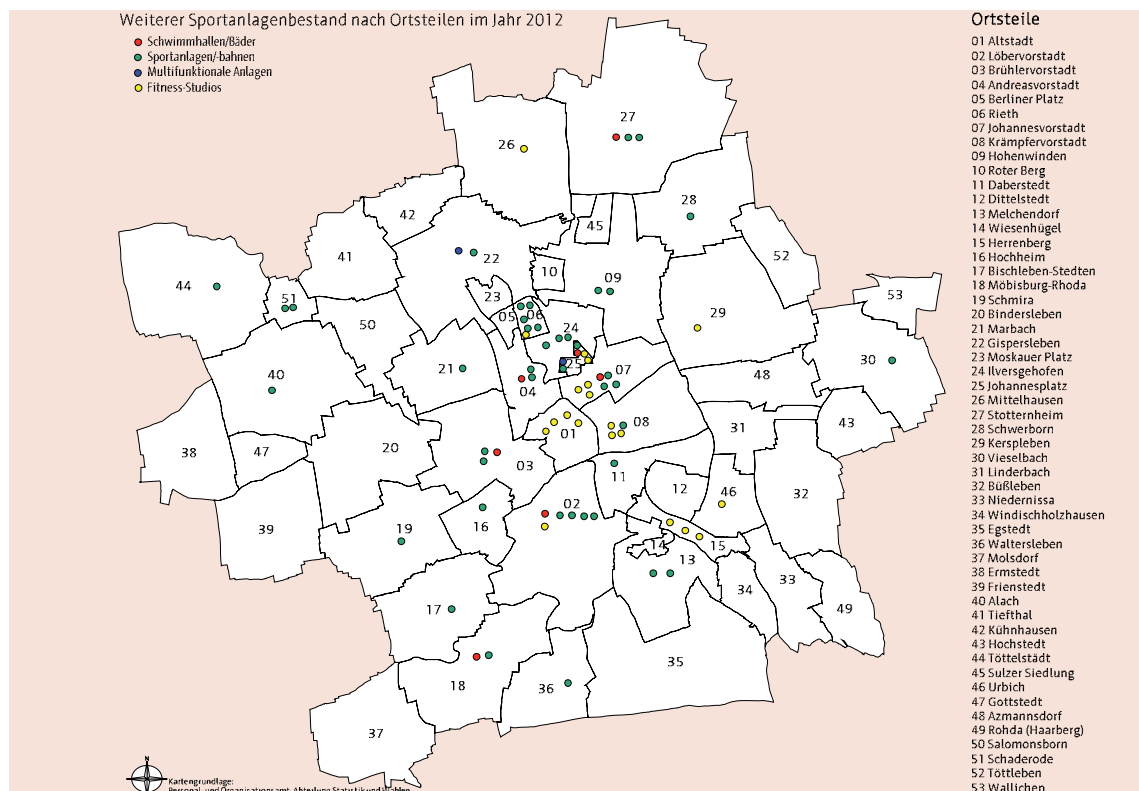 Weiterer Sportanlagenbestand nach Ortsteilen im Jahr 2012
Schwimmhallen/Bäder
Sportanlagen/-bahnen
Multifunktionale Anlagen
Fitness-Studios
27
26
28
42
45
41
22
52
10
09
44
23
53
51
05
06
50
24
29
25
30
21
07
40
48
04
01
08
43
31
20
38
47
03
11
12
46
32
02
39
19
16
14
15
13
33
34
17
49
35
18
36
37
N
Kartengrundlage:
Personal- und Organisationsamt, Abteilung Statistik und Wahlen
Ortsteile
01 Altstadt
02 Löbervorstadt
03 Brühlervorstadt
04 Andreasvorstadt
05 Berliner Platz
06 Rieth
07 Johannesvorstadt
08 Krämpfervorstadt
09 Hohenwinden
10 Roter Berg
11 Daberstedt
12 Dittelstedt
13 Melchendorf
14 Wiesenhügel
15 Herrenberg
16 Hochheim
17 Bischleben-Stedten
18 Möbisburg-Rhoda
19 Schmira
20 Bindersleben
21 Marbach
22 Gispersleben
23 Moskauer Platz
24 Ilversgehofen
25 Johannesplatz
26 Mittelhausen
27 Stotternheim
28 Schwerborn
29 Kerspleben
30 Vieselbach
31 Linderbach
32 Büßleben
33 Niedernissa
34 Windischholzhausen
35 Egstedt
36 Waltersleben
37 Molsdorf
38 Ermstedt
39 Frienstedt
40 Alach
41 Tiefthal
42 Kühnhausen
43 Hochstedt
44 Töttelstädt
45 Sulzer Siedlung
46 Urbich
47 Gottstedt
48 Azmannsdorf
49 Rohda (Haarberg)
50 Salomonsborn
51 Schaderode
52 Töttleben
53 Wallichen